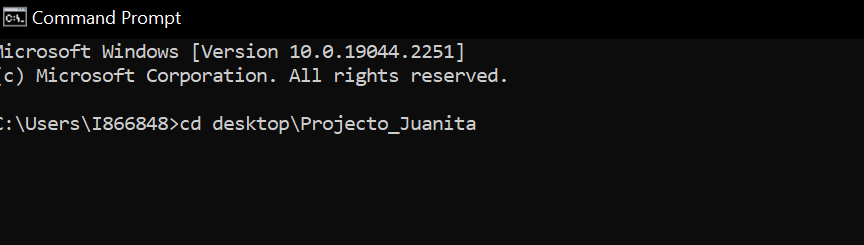 Command Prompt
Microsoft Windows [Version 10.0.19044.2251]
(c) Microsoft Corporation. All rights reserved.
C:\Users\I866848>cd desktop\Projecto_Juanita